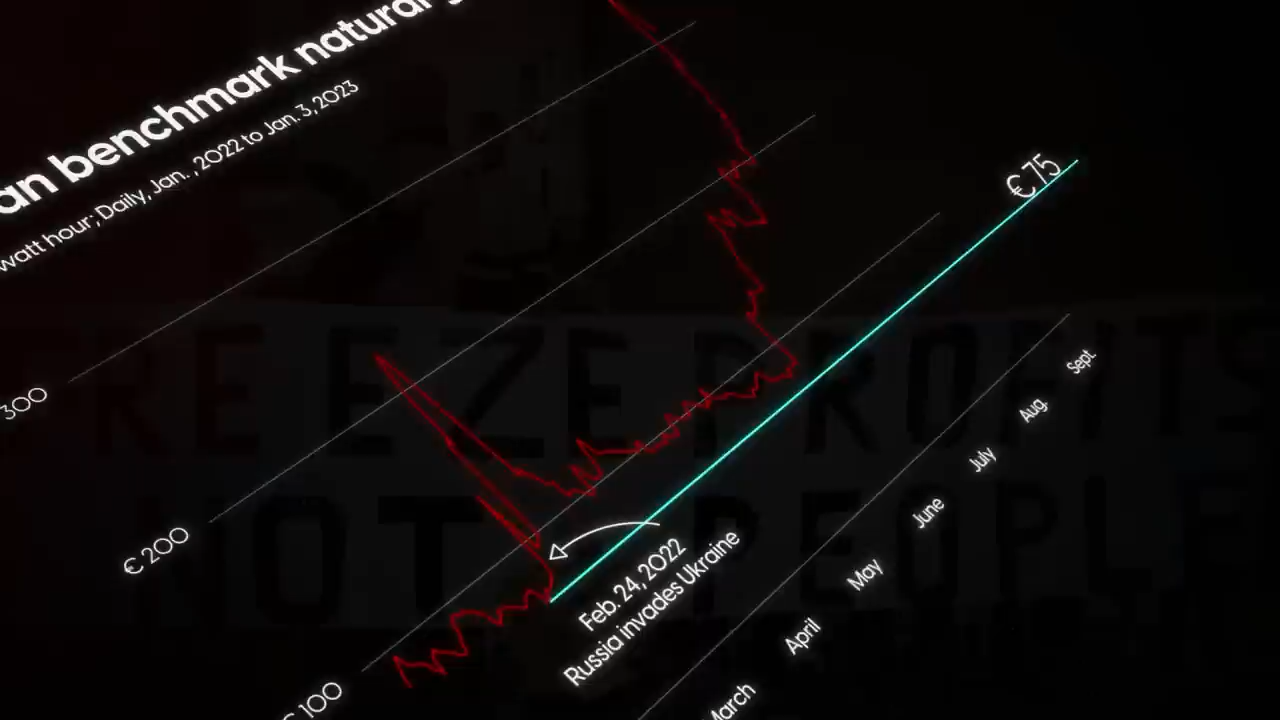 an benchmark natural
watt hour; Daily, Jan. , 2022 to Jan. 3, 2023
300
€ 200
€ 100
€ 75
Feb. 24, 2022
Russia invades Ukraine
March
April
May
June
July
Aug.
Sept.
FREEZE PROFITS
NOT PEOPLE